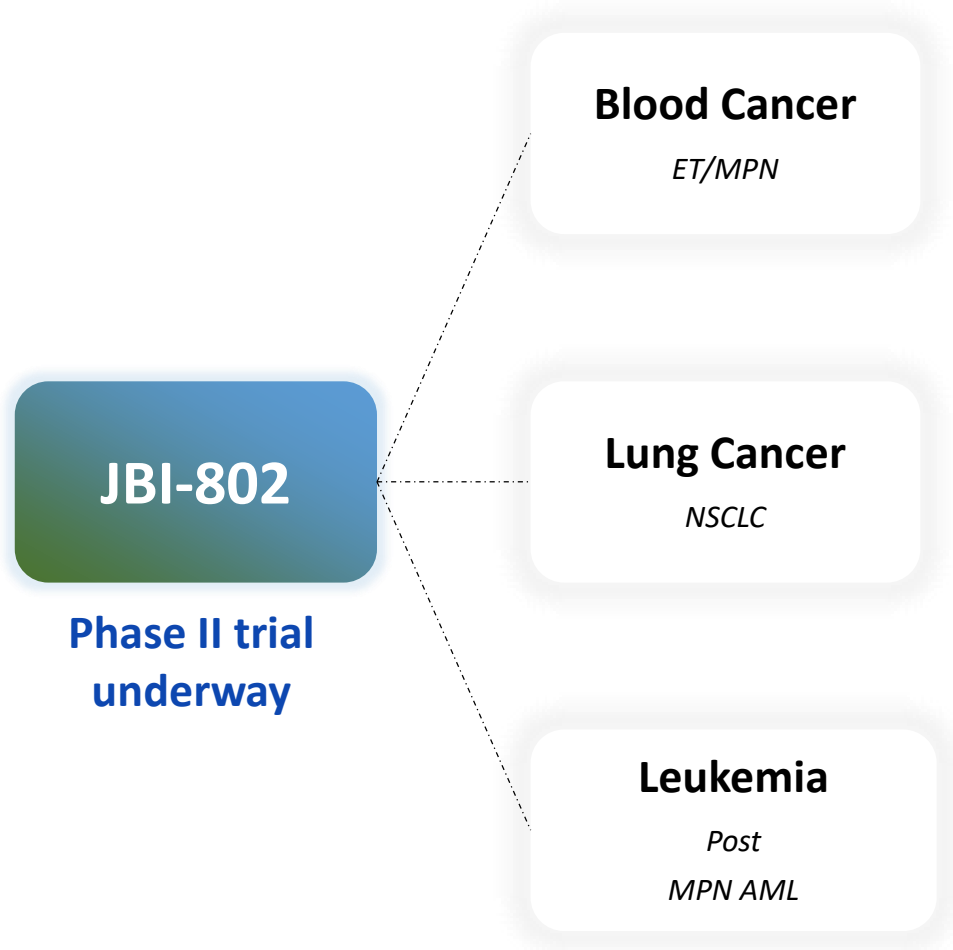 Blood Cancer
ET/MPN
JBI-802
Phase II trial
underway
Lung Cancer
NSCLC
Leukemia
Post
MPN AML